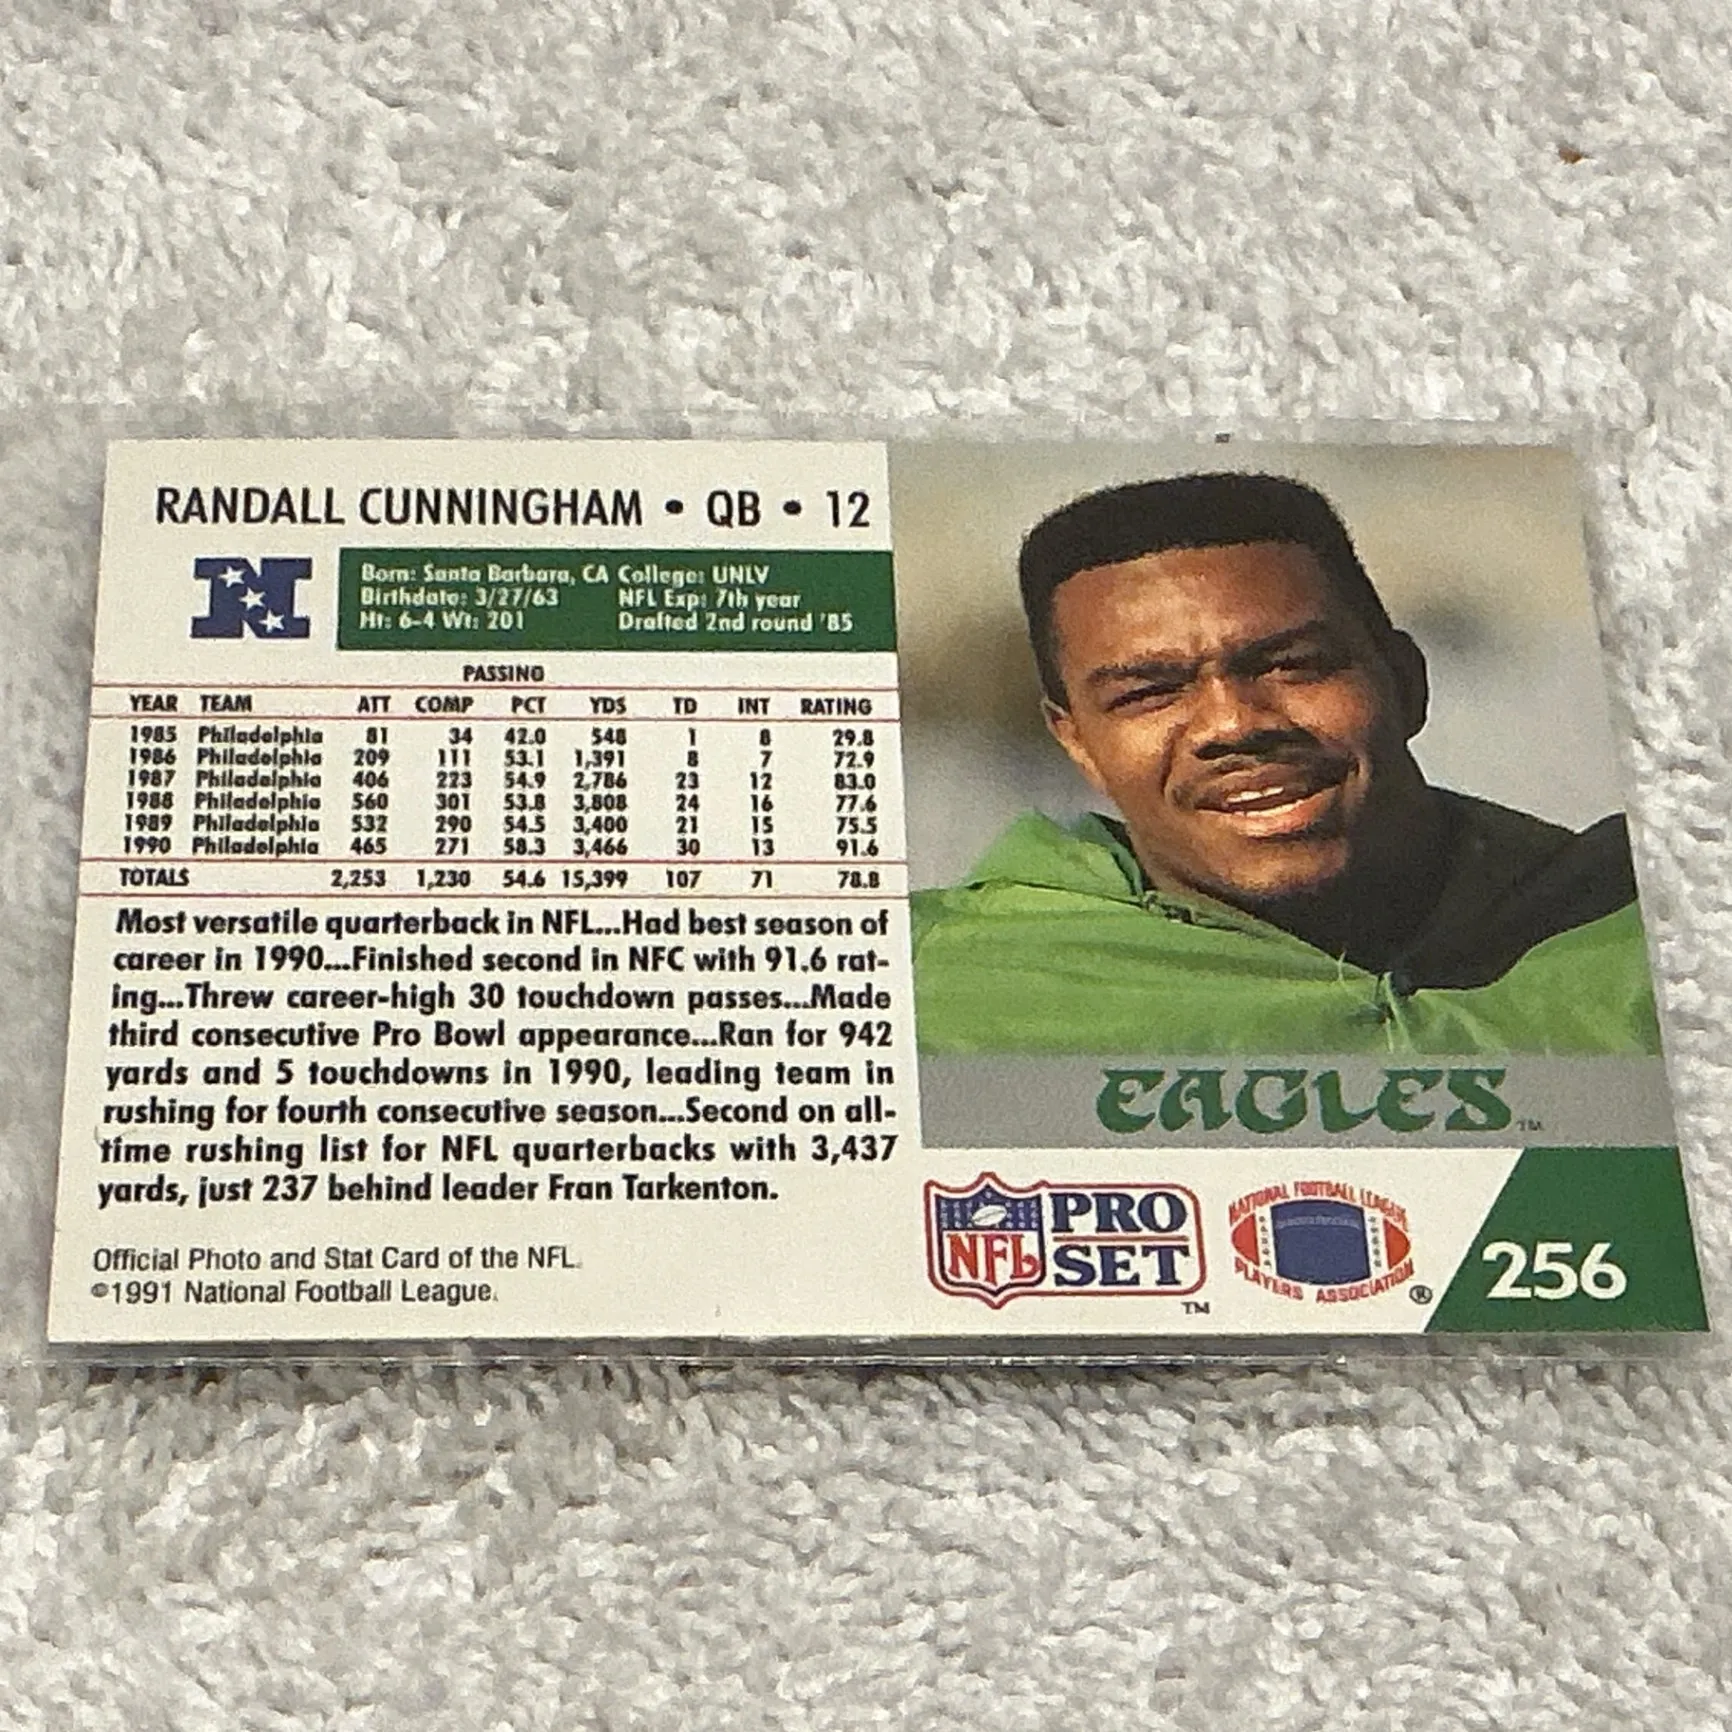 RANDALL CUNNINGHAM • QB • 12
N
Born: Santa Barbara, CA College: UNLV
Birthdate: 3/27/63 NFL Exp: 7th year
Ht: 6-4 Wt: 201 Drafted 2nd round '85
PASSING
YEAR TEAM ATT COMP PCT YDS TD INT RATING
1985 Philadelphia 81 34 42.0 548 1 8 29.8
1986 Philadelphia 209 111 53.1 1,391 8 7 72.9
1987 Philadelphia 406 223 54.9 2,786 23 12 83.0
1988 Philadelphia 560 301 53.8 3,808 24 16 77.6
1989 Philadelphia 532 290 54.5 3,400 21 15 75.5
1990 Philadelphia 465 271 58.3 3,466 30 13 91.6
TOTALS 2,253 1,230 54.6 15,399 107 71 78.8
Most versatile quarterback in NFL...Had best season of
career in 1990...Finished second in NFC with 91.6 rat-
ing...Threw career-high 30 touchdown passes...Made
third consecutive Pro Bowl appearance...Ran for 942
yards and 5 touchdowns in 1990, leading team in
rushing for fourth consecutive season...Second on all-
time rushing list for NFL quarterbacks with 3,437
yards, just 237 behind leader Fran Tarkenton.
Official Photo and Stat Card of the NFL.
©1991 National Football League.
EAGLES™
NFL PRO SET™
NATIONAL FOOTBALL LEAGUE
PLAYERS ASSOCIATION®
256